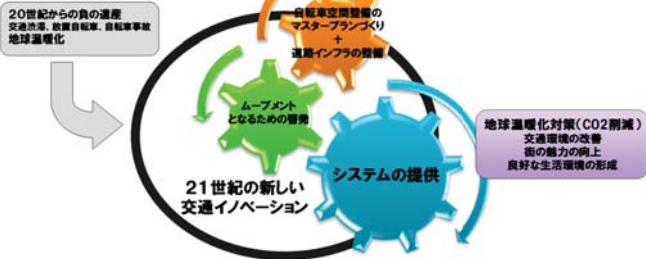 20世紀からの負の遺産
交通渋滞、放置自転車、自転車事故
地球温暖化
自転車空間整備の
マスタープランづくり
+
道路インフラの整備
ムーブメント
となるための啓発
システムの提供
21世紀の新しい
交通イノベーション
地球温暖化対策(CO2削減)
交通環境の改善
街の魅力の向上
良好な生活環境の形成